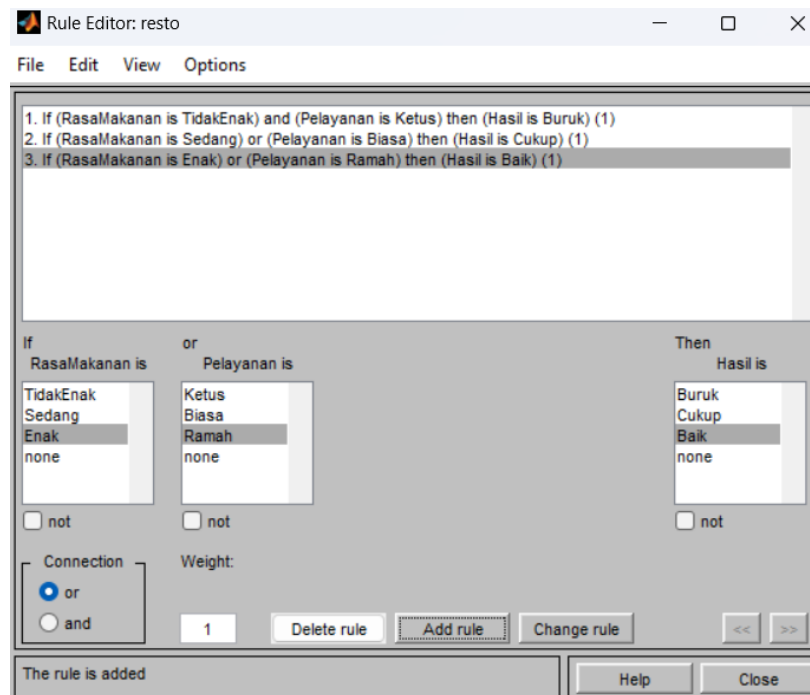 Rule Editor: resto
File Edit View Options
1. If (RasaMakanan is TidakEnak) and (Pelayanan is Ketus) then (Hasil is Buruk) (1)
2. If (RasaMakanan is Sedang) or (Pelayanan is Biasa) then (Hasil is Cukup) (1)
3. If (RasaMakanan is Enak) or (Pelayanan is Ramah) then (Hasil is Baik) (1)
If or Then
RasaMakanan is Pelayanan is Hasil is
TidakEnak Ketus Buruk
Sedang Biasa Cukup
Enak Ramah Baik
none none none
not not not
Connection Weight:
or
and 1 Delete rule Add rule Change rule << >>
The rule is added Help Close